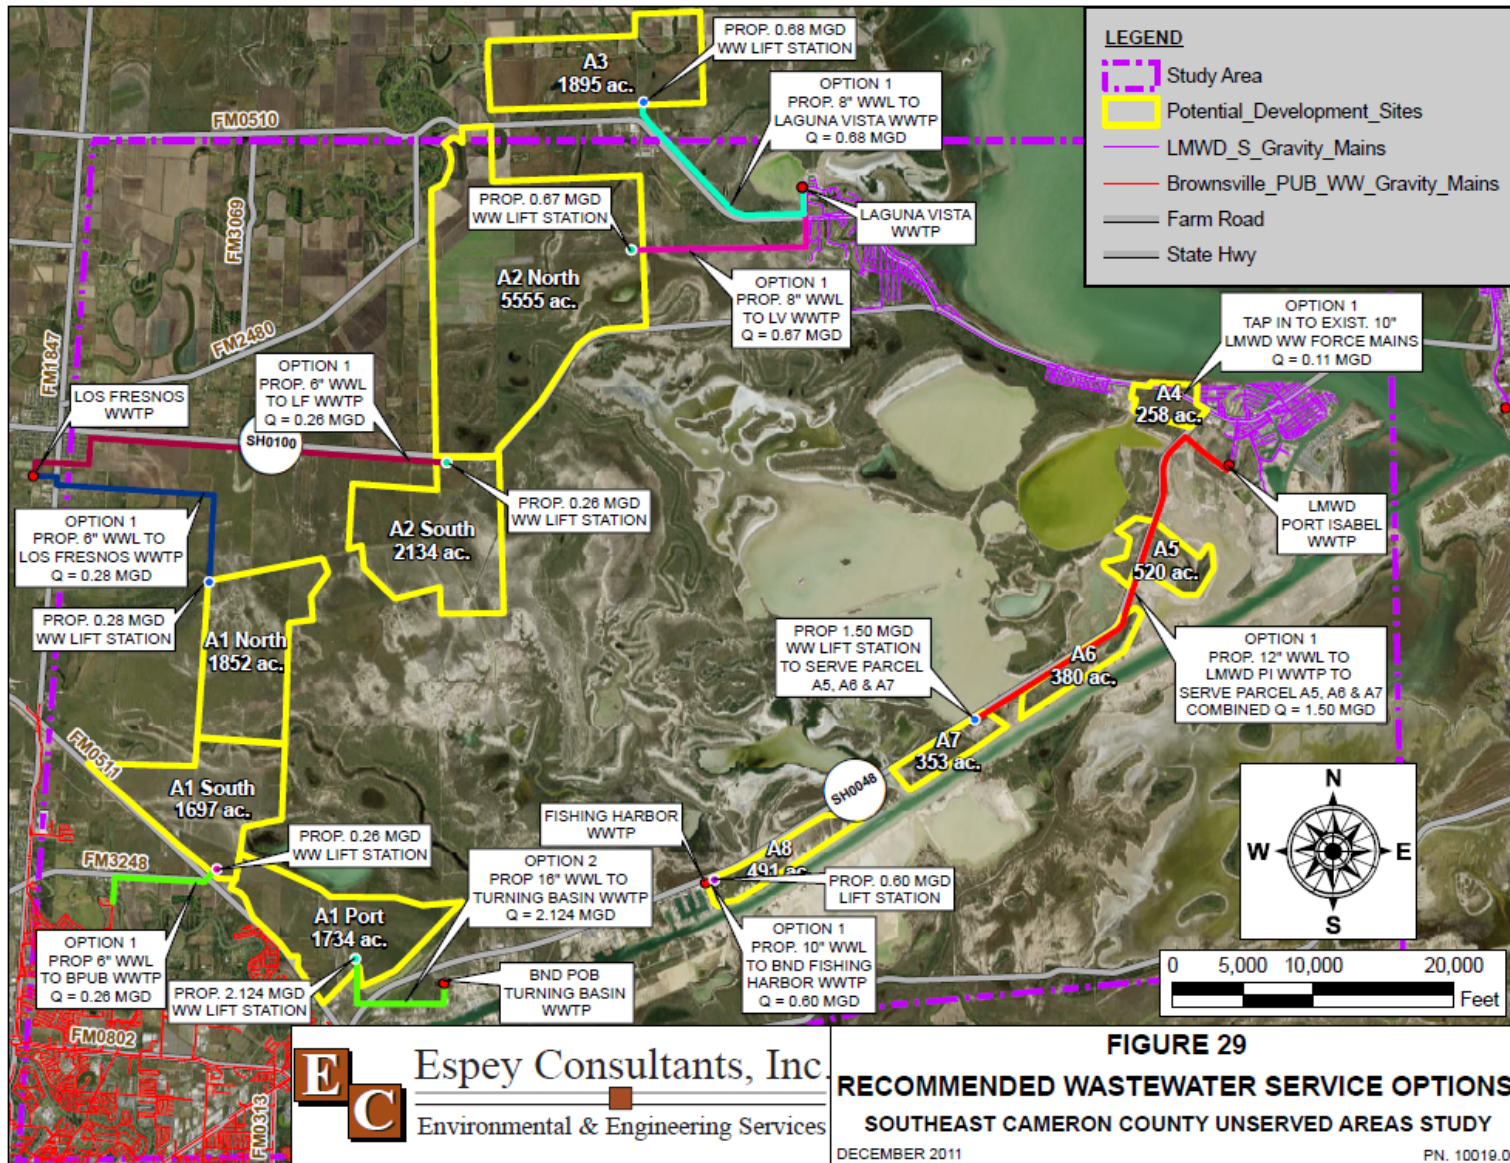 LEGEND
Study Area
Potential_Development_Sites
LMWD_S_Gravity_Mains
Brownsville_PUB_WW_Gravity_Mains
Farm Road
State Hwy
PROP. 0.68 MGD
WW LIFT STATION
A3
1895 ac.
OPTION 1
PROP. 8" WWL TO
LAGUNA VISTA WWTP
Q = 0.68 MGD
FM0510
FM3069
PROP. 0.67 MGD
WW LIFT STATION
LAGUNA VISTA
WWTP
A2 North
5555 ac.
OPTION 1
PROP. 8" WWL
TO LV WWTP
Q = 0.67 MGD
OPTION 1
TAP IN TO EXIST. 10"
LMWD WW FORCE MAINS
Q = 0.11 MGD
FM2480
FM1847
OPTION 1
PROP. 6" WWL
TO LF WWTP
Q = 0.26 MGD
LOS FRESNOS
WWTP
SH0100
A4
258 ac.
PROP. 0.26 MGD
WW LIFT STATION
LMWD
PORT ISABEL
WWTP
OPTION 1
PROP. 6" WWL TO
LOS FRESNOS WWTP
Q = 0.28 MGD
A2 South
2134 ac.
A5
520 ac.
PROP. 0.28 MGD
WW LIFT STATION
A1 North
1852 ac.
PROP 1.50 MGD
WW LIFT STATION
TO SERVE PARCEL
A5, A6 & A7
A6
380 ac.
OPTION 1
PROP. 12" WWL TO
LMWD PI WWTP TO
SERVE PARCEL A5, A6 & A7
COMBINED Q = 1.50 MGD
FM0511
A7
353 ac.
SH0048
A1 South
1697 ac.
N
W
E
S
FISHING HARBOR
WWTP
PROP. 0.26 MGD
WW LIFT STATION
FM3248
OPTION 2
PROP 16" WWL TO
TURNING BASIN WWTP
Q = 2.124 MGD
A8
491 ac.
PROP. 0.60 MGD
LIFT STATION
A1 Port
1734 ac.
OPTION 1
PROP 6" WWL
TO BPUB WWTP
Q = 0.26 MGD
OPTION 1
PROP. 10" WWL
TO BND FISHING
HARBOR WWTP
Q = 0.60 MGD
BND POB
TURNING BASIN
WWTP
PROP. 2.124 MGD
WW LIFT STATION
0 5,000 10,000 20,000
Feet
FM0802
FM0313
E
C
Espey Consultants, Inc.
Environmental & Engineering Services
FIGURE 29
RECOMMENDED WASTEWATER SERVICE OPTIONS
SOUTHEAST CAMERON COUNTY UNSERVED AREAS STUDY
DECEMBER 2011
PN. 10019.0